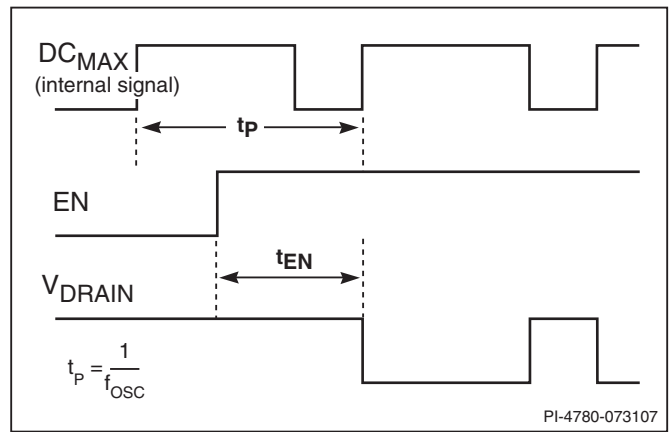 DCMAX
(internal signal)
tP
EN
tEN
VDRAIN
tP = 1/fOSC
PI-4780-073107